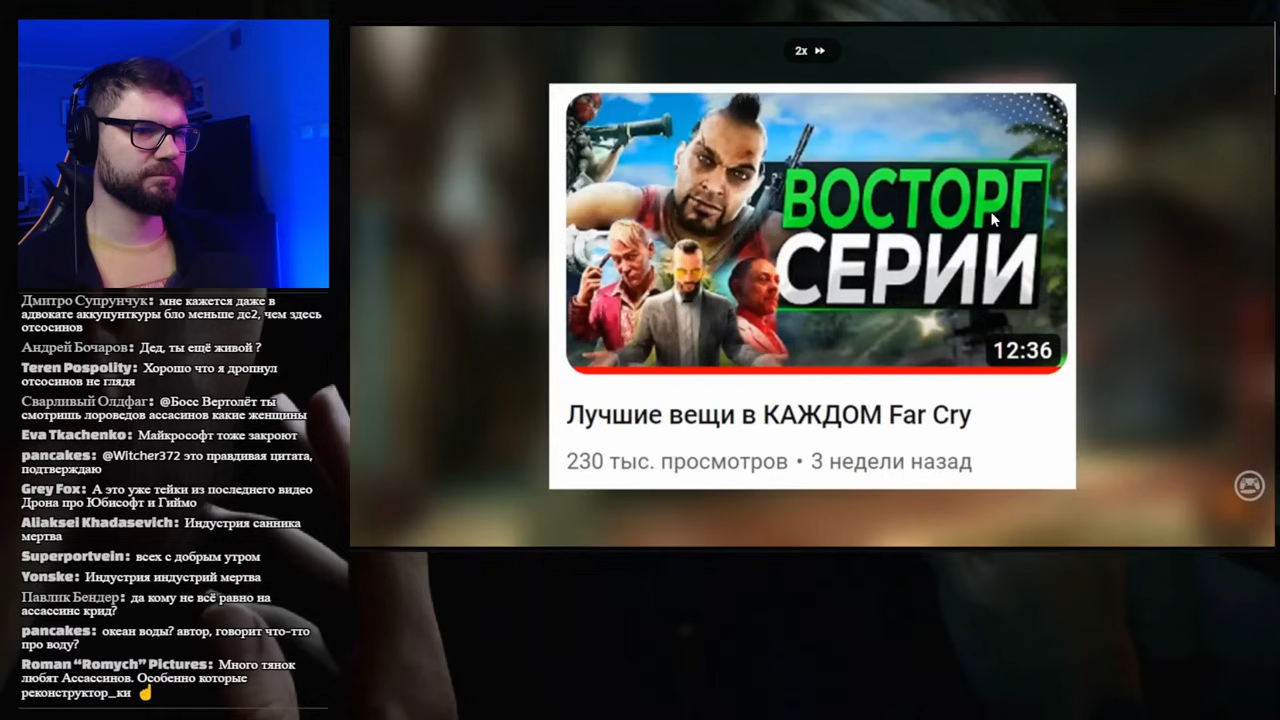 Дмитро Супрунчук: мне кажется даже в
адвокате аккупунткуры бло меньше дс2, чем здесь
отсосинов
Андрей Бочаров: Дед, ты ещё живой ?
Teren Pospolity: Хорошо что я дропнул
отсосинов не глядя
Сварливый Олдфаг: @Босс Вертолёт ты
смотришь лороведов ассасинов какие женщины
Eva Tkachenko: Майкрософт тоже закроют
pancakes: @Witcher372 это правдивая цитата,
подтверждаю
Grey Fox: А это уже тейки из последнего видео
Дрона про Юбисофт и Гиймо
Aliaksei Khadasevich: Индустрия санника
мертва
Superportvein: всех с добрым утром
Yonske: Индустрия индустрий мертва
Павлик Бендер: да кому не всё равно на
ассассинс крид?
pancakes: океан воды? автор, говорит что-тто
про воду?
Roman “Romych” Pictures: Много тянок
любят Ассассинов. Особенно которые
реконструктор_ки ☝
2x
ВОСТОРГ
СЕРИИ
12:36
Лучшие вещи в КАЖДОМ Far Cry
230 тыс. просмотров • 3 недели назад